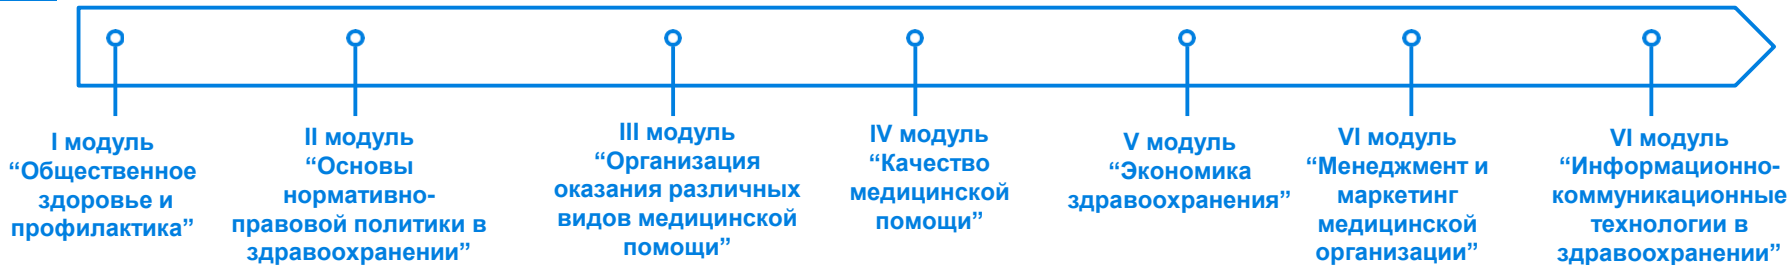 I модуль
“Общественное
здоровье и
профилактика”
II модуль
“Основы
нормативно-
правовой политики в
здравоохранении”
III модуль
“Организация
оказания различных
видов медицинской
помощи”
IV модуль
“Качество
медицинской
помощи”
V модуль
“Экономика
здравоохранения”
VI модуль
“Менеджмент и
маркетинг
медицинской
организации”
VI модуль
“Информационно-
коммуникационные
технологии в
здравоохранении”